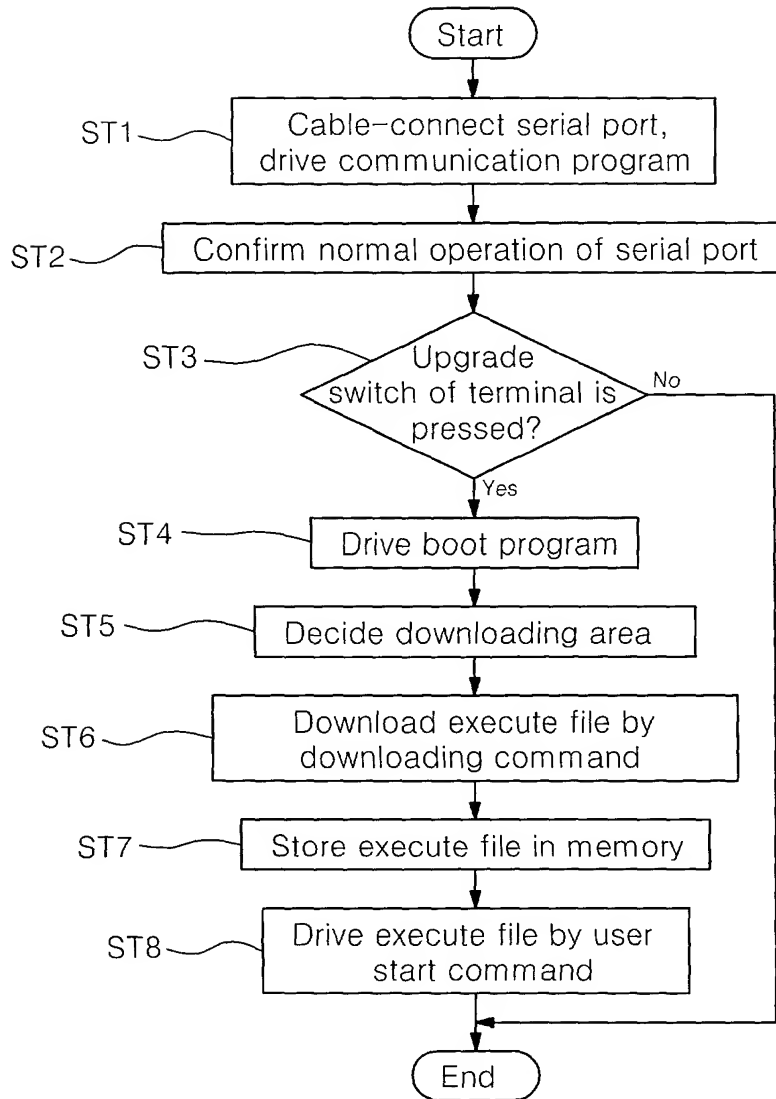 Start
ST1
Cable-connect serial port,
drive communication program
ST2
Confirm normal operation of serial port
ST3
Upgrade
switch of terminal is
pressed?
No
Yes
ST4
Drive boot program
ST5
Decide downloading area
ST6
Download execute file by
downloading command
ST7
Store execute file in memory
ST8
Drive execute file by user
start command
End